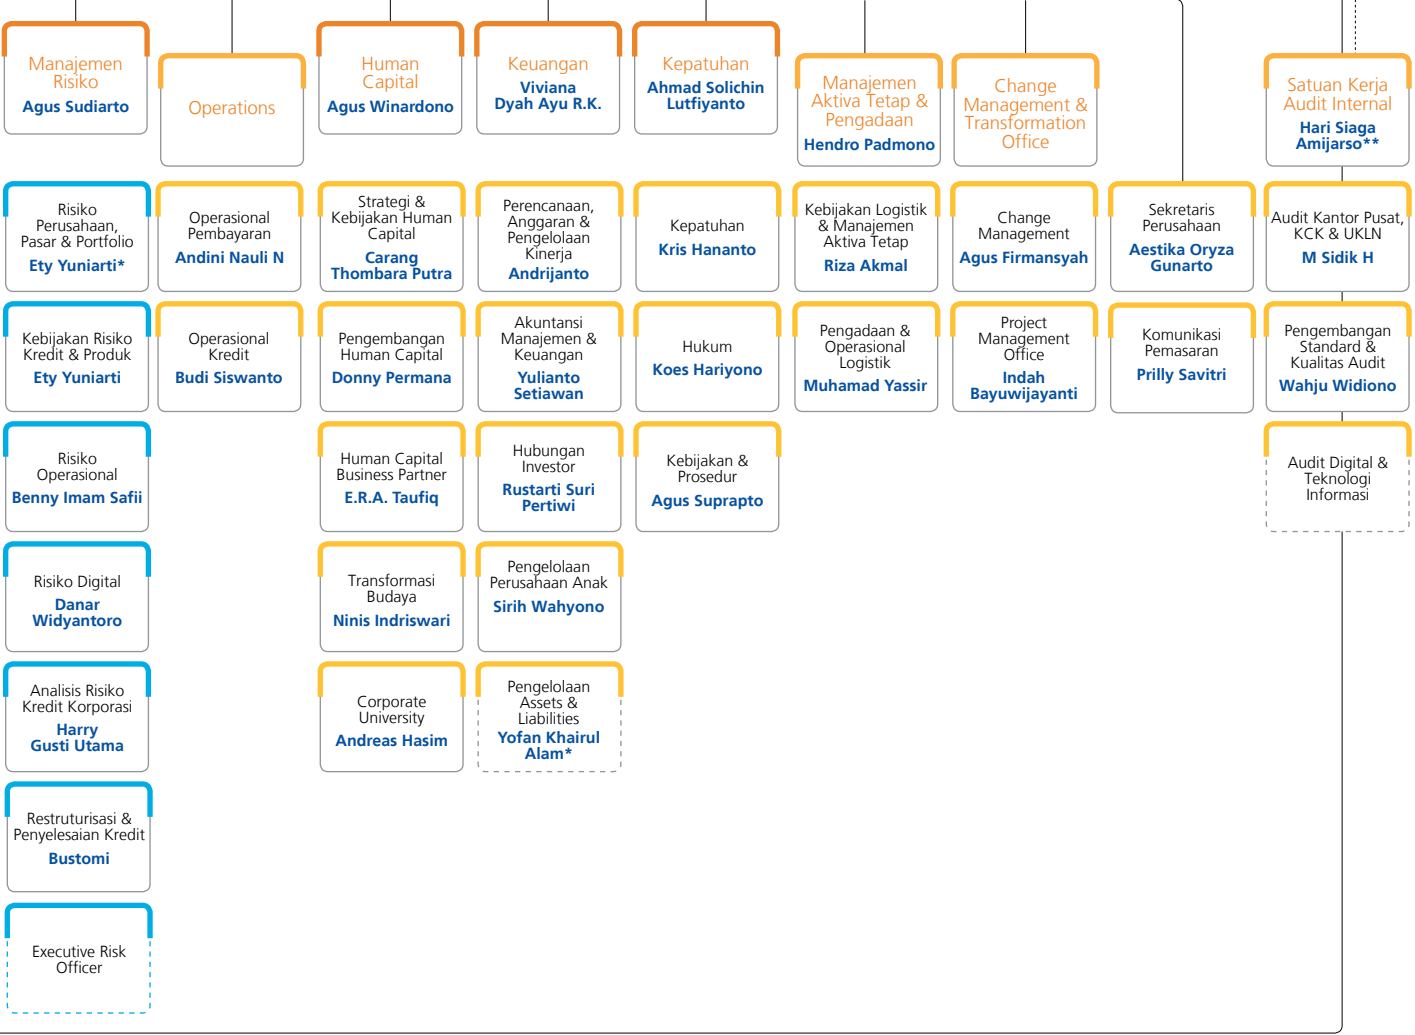 Manajemen
Risiko
Agus Sudiarto
Operations
Human
Capital
Agus Winardono
Keuangan
Viviana
Dyah Ayu R.K.
Kepatuhan
Ahmad Solichin
Lutfiyanto
Manajemen
Aktiva Tetap &
Pengadaan
Hendro Padmono
Change
Management &
Transformation
Office
Satuan Kerja
Audit Internal
Hari Siaga
Amijarso**
Risiko
Perusahaan,
Pasar & Portfolio
Ety Yuniarti*
Operasional
Pembayaran
Andini Nauli N
Strategi &
Kebijakan Human
Capital
Carang
Thombara Putra
Perencanaan,
Anggaran &
Pengelolaan
Kinerja
Andrijanto
Kepatuhan
Kris Hananto
Kebijakan Logistik
& Manajemen
Aktiva Tetap
Riza Akmal
Change
Management
Agus Firmansyah
Sekretaris
Perusahaan
Aestika Oryza
Gunarto
Audit Kantor Pusat,
KCK & UKLN
M Sidik H
Kebijakan Risiko
Kredit & Produk
Ety Yuniarti
Operasional
Kredit
Budi Siswanto
Pengembangan
Human Capital
Donny Permana
Akuntansi
Manajemen &
Keuangan
Yulianto
Setiawan
Hukum
Koes Hariyono
Pengadaan &
Operasional
Logistik
Muhamad Yassir
Project
Management
Office
Indah
Bayuwijayanti
Komunikasi
Pemasaran
Prilly Savitri
Pengembangan
Standard &
Kualitas Audit
Wahju Widiono
Risiko
Operasional
Benny Imam Safii
Human Capital
Business Partner
E.R.A. Taufiq
Hubungan
Investor
Rustarti Suri
Pertiwi
Kebijakan &
Prosedur
Agus Suprapto
Audit Digital &
Teknologi
Informasi
Risiko Digital
Danar
Widyantoro
Transformasi
Budaya
Ninis Indriswari
Pengelolaan
Perusahaan Anak
Sirih Wahyono
Analisis Risiko
Kredit Korporasi
Harry
Gusti Utama
Corporate
University
Andreas Hasim
Pengelolaan
Assets &
Liabilities
Yofan Khairul
Alam*
Restruturisasi &
Penyelesaian Kredit
Bustomi
Executive Risk
Officer